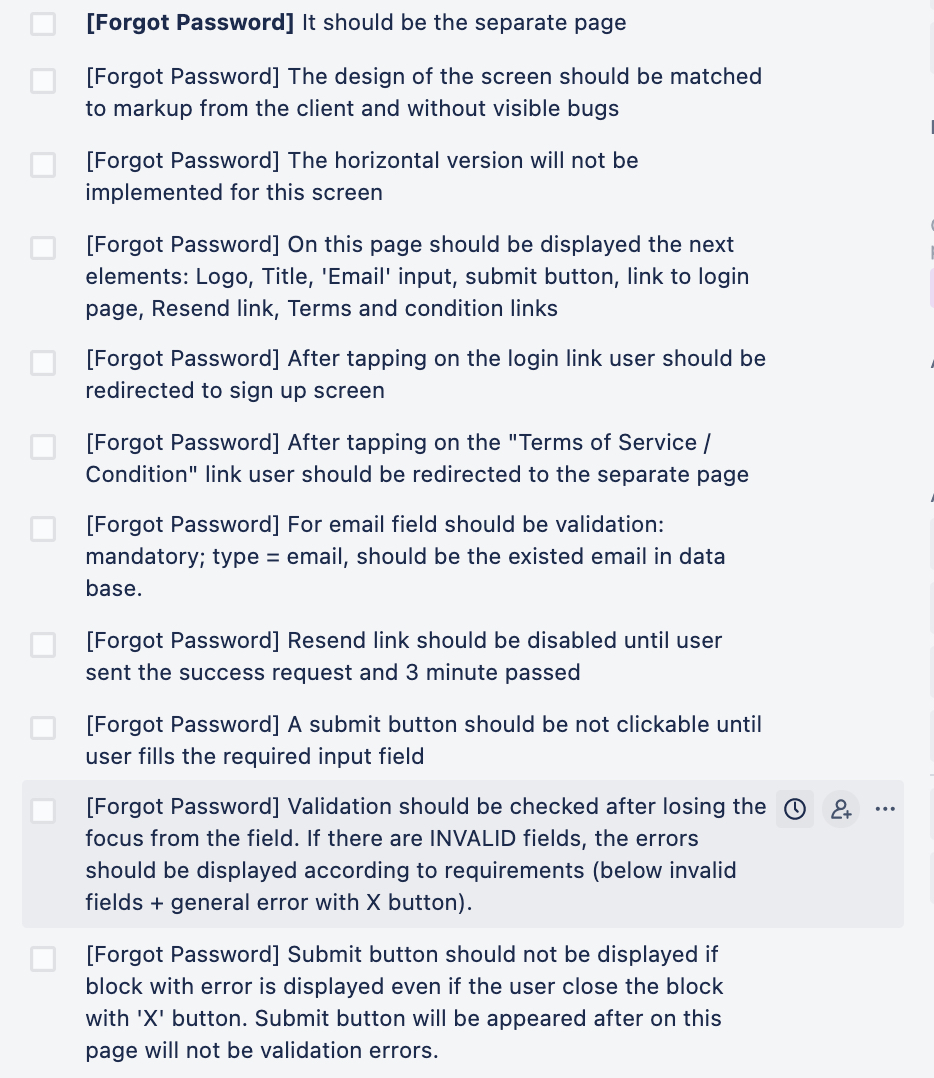 [Forgot Password] It should be the separate page
[Forgot Password] The design of the screen should be matched
to markup from the client and without visible bugs
[Forgot Password] The horizontal version will not be
implemented for this screen
[Forgot Password] On this page should be displayed the next
elements: Logo, Title, 'Email' input, submit button, link to login
page, Resend link, Terms and condition links
[Forgot Password] After tapping on the login link user should be
redirected to sign up screen
[Forgot Password] After tapping on the "Terms of Service /
Condition" link user should be redirected to the separate page
[Forgot Password] For email field should be validation:
mandatory; type = email, should be the existed email in data
base.
[Forgot Password] Resend link should be disabled until user
sent the success request and 3 minute passed
[Forgot Password] A submit button should be not clickable until
user fills the required input field
[Forgot Password] Validation should be checked after losing the
focus from the field. If there are INVALID fields, the errors
should be displayed according to requirements (below invalid
fields + general error with X button).
[Forgot Password] Submit button should not be displayed if
block with error is displayed even if the user close the block
with 'X' button. Submit button will be appeared after on this
page will not be validation errors.